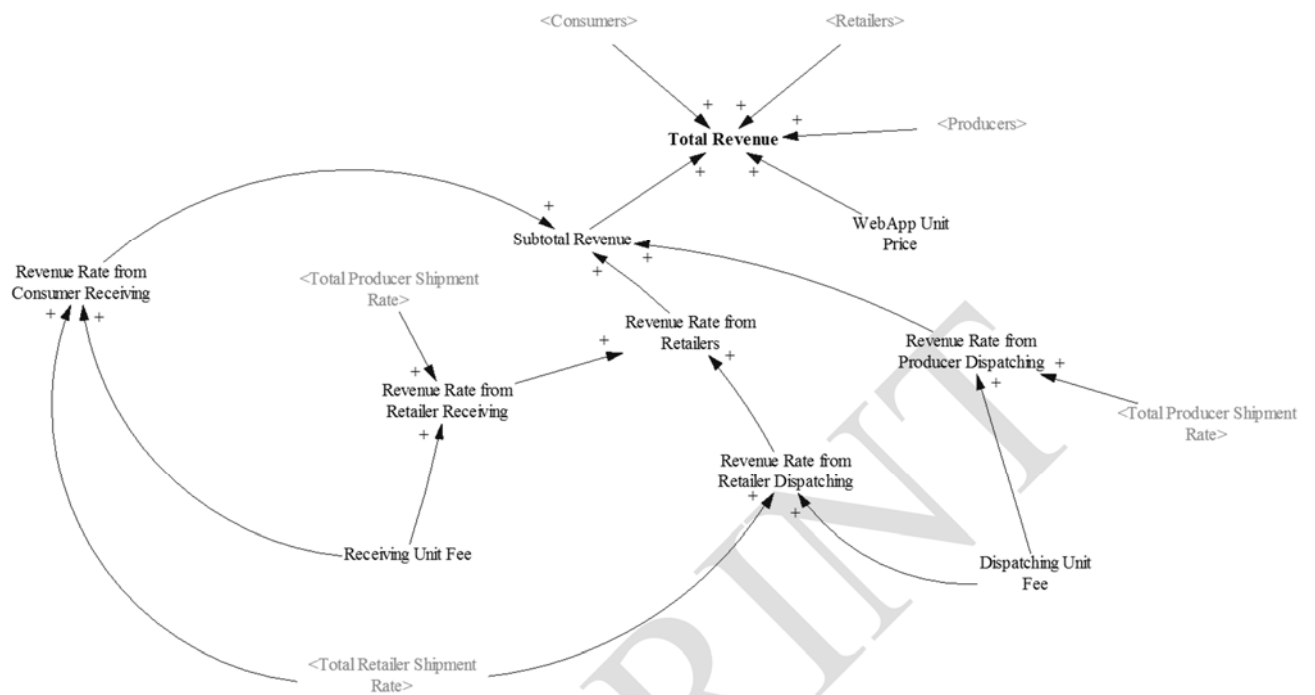 <Consumers>
<Retailers>
+
+
+
<Producers>
Total Revenue
+
+
+
WebApp Unit
Price
Subtotal Revenue
+
+
Revenue Rate from
Consumer Receiving
<Total Producer Shipment
Rate>
+
+
Revenue Rate from
Retailers
+
+
Revenue Rate from
Producer Dispatching
+
+
+
Revenue Rate from
Retailer Receiving
+
<Total Producer Shipment
Rate>
Revenue Rate from
Retailer Dispatching
+
+
Receiving Unit Fee
Dispatching Unit
Fee
<Total Retailer Shipment
Rate>
RINT